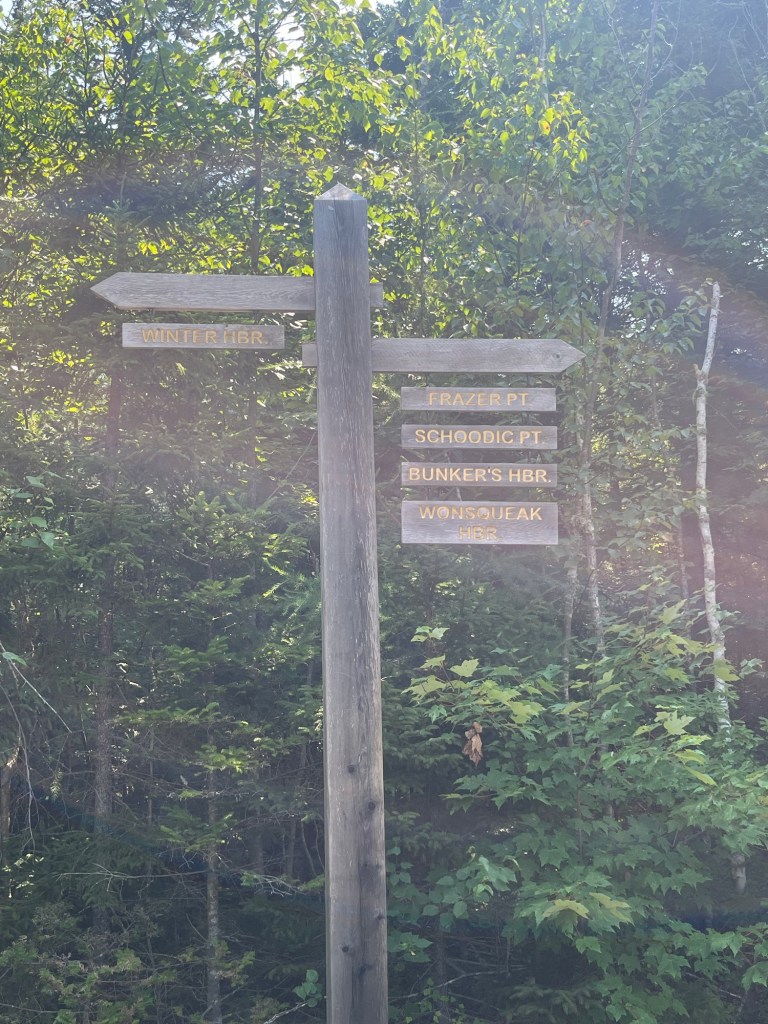 WINTER HBR.
FRAZER PT.
SCHOODIC PT.
BUNKER'S HBR.
WONSQUEAK
HBR.